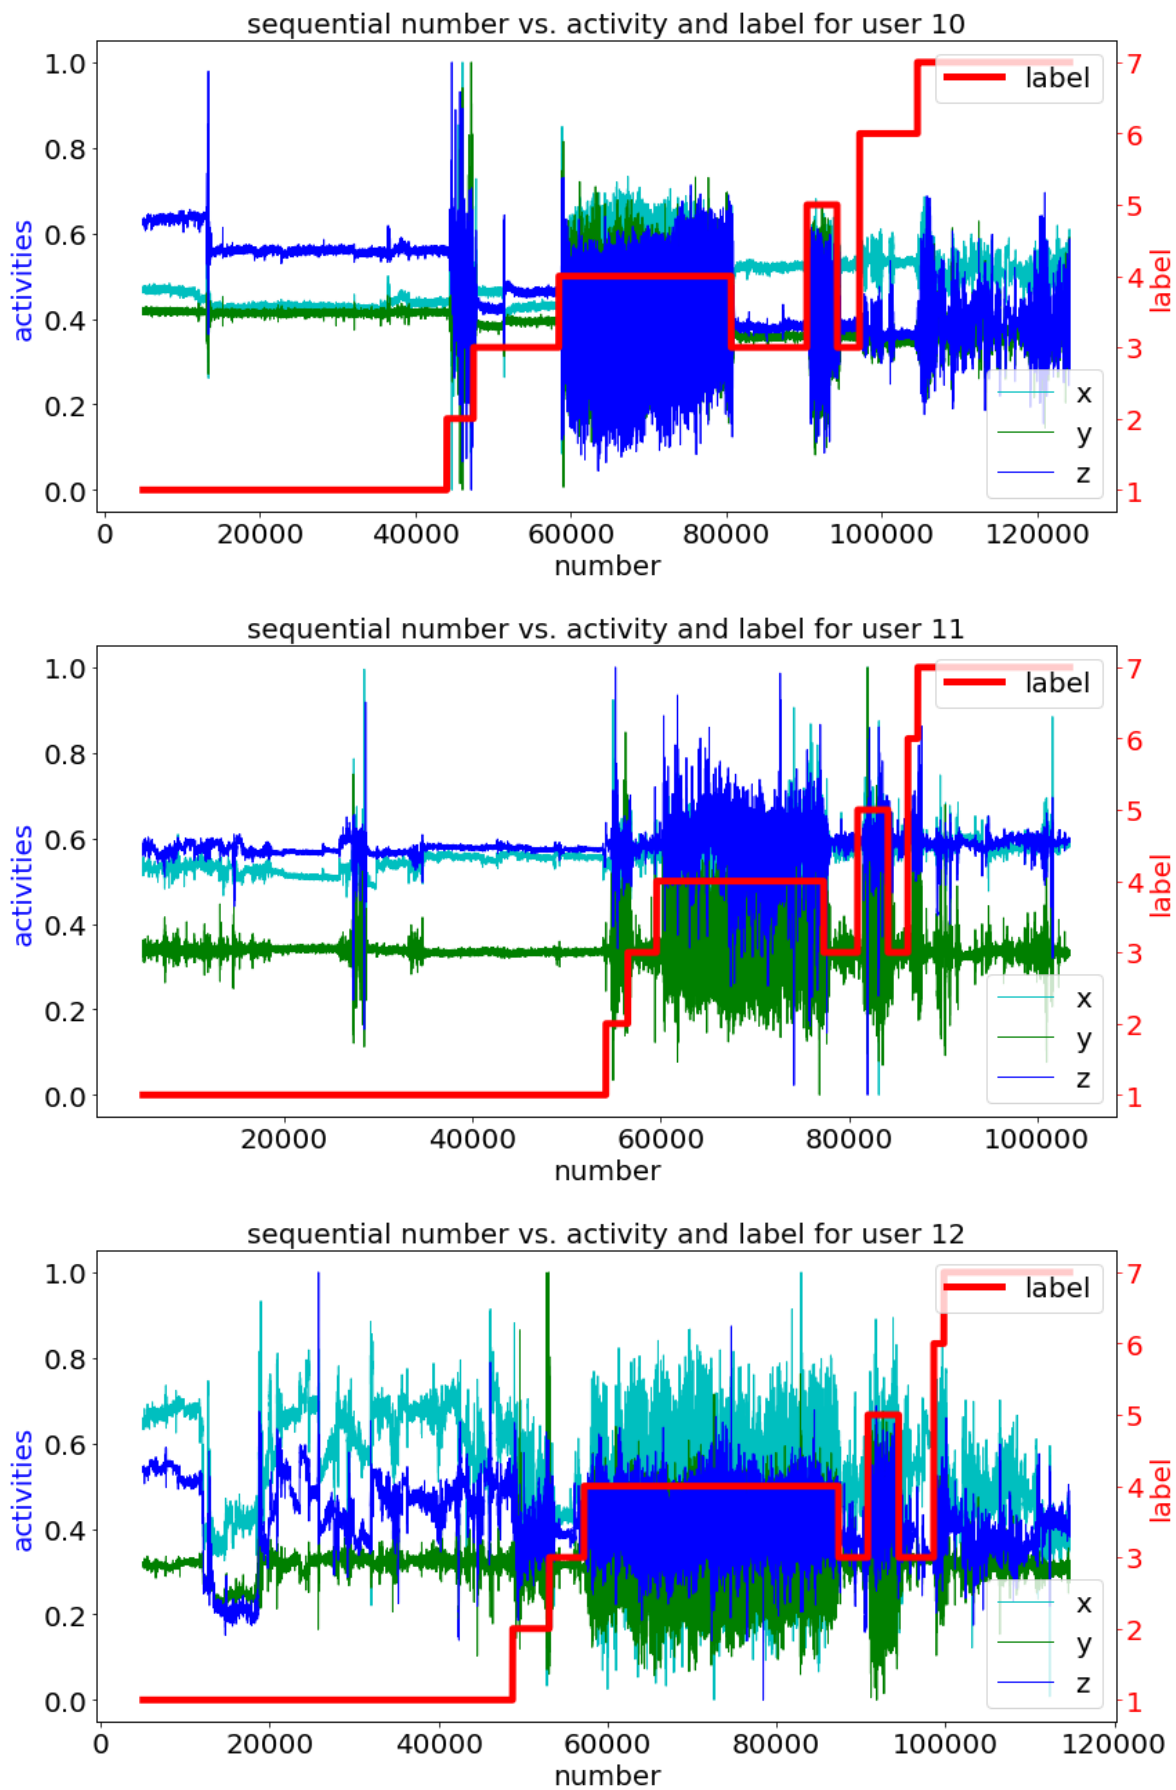 sequential number vs. activity and label for user 10
1.0
0.8
0.6
0.4
0.2
0.0
activities
7
6
5
4
3
2
1
label
label
x
y
z
0 20000 40000 60000 80000 100000 120000
number
sequential number vs. activity and label for user 11
1.0
0.8
0.6
0.4
0.2
0.0
activities
7
6
5
4
3
2
1
label
label
x
y
z
20000 40000 60000 80000 100000
number
sequential number vs. activity and label for user 12
1.0
0.8
0.6
0.4
0.2
0.0
activities
7
6
5
4
3
2
1
label
label
x
y
z
0 20000 40000 60000 80000 100000 120000
number